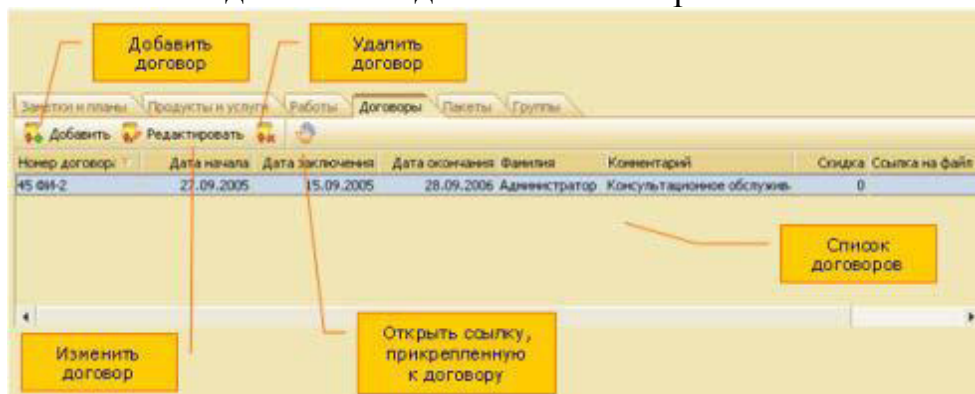 Добавить
договор
Удалить
договор
Заметки и планы Продукты и услуги Работы Договоры Пакеты Группы
Добавить Редактировать
Номер договор Дата начала Дата заключения Дата окончания Фамилия Комментарий Скидка Ссылка на файл
45 ФИ-2 27.09.2005 15.09.2005 28.09.2006 Администратор Консультационное обслужив 0
Список
договоров
Открыть ссылку,
прикрепленную
к договору
Изменить
договор